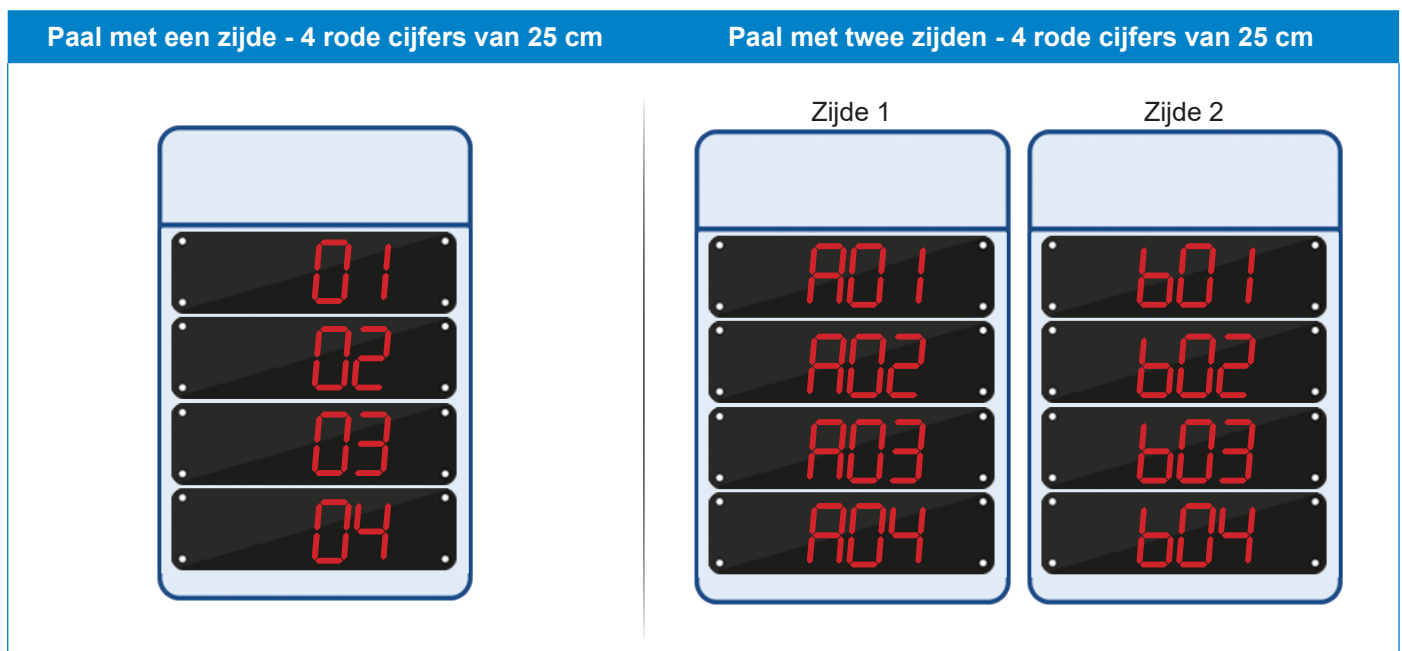 Paal met een zijde - 4 rode cijfers van 25 cm
Paal met twee zijden - 4 rode cijfers van 25 cm
01
02
03
04
Zijde 1
A01
A02
A03
A04
Zijde 2
b01
b02
b03
b04